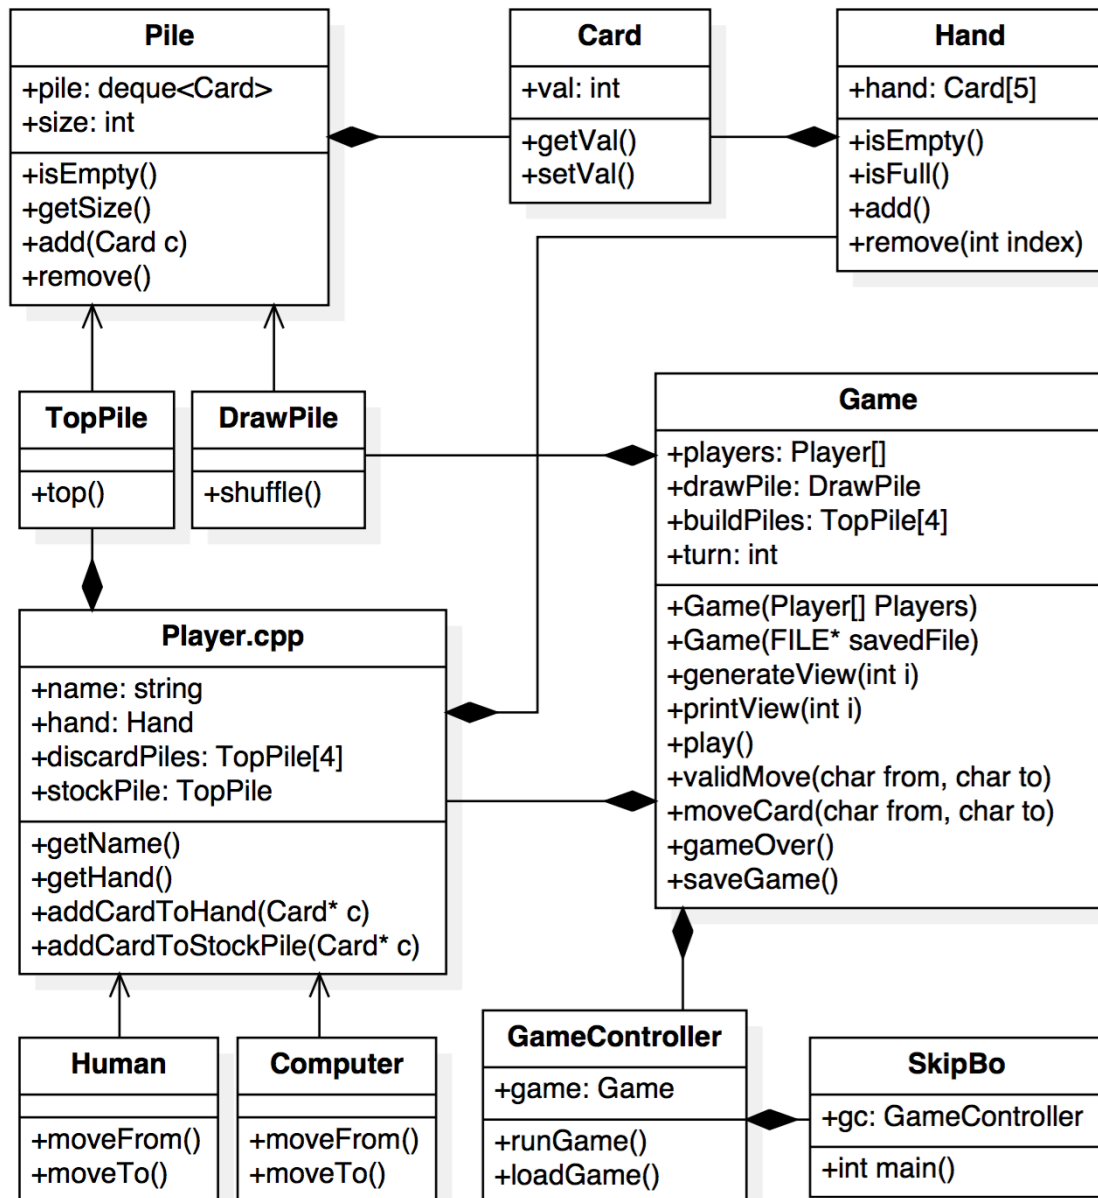 Pile
+pile: deque<Card>
+size: int
+isEmpty()
+getSize()
+add(Card c)
+remove()
Card
+val: int
+getVal()
+setVal()
Hand
+hand: Card[5]
+isEmpty()
+isFull()
+add()
+remove(int index)
TopPile
+top()
DrawPile
+shuffle()
Game
+players: Player[]
+drawPile: DrawPile
+buildPiles: TopPile[4]
+turn: int
+Game(Player[] Players)
+Game(FILE* savedFile)
+generateView(int i)
+printView(int i)
+play()
+validMove(char from, char to)
+moveCard(char from, char to)
+gameOver()
+saveGame()
Player.cpp
+name: string
+hand: Hand
+discardPiles: TopPile[4]
+stockPile: TopPile
+getName()
+getHand()
+addCardToHand(Card* c)
+addCardToStockPile(Card* c)
Human
+moveFrom()
+moveTo()
Computer
+moveFrom()
+moveTo()
GameController
+game: Game
+runGame()
+loadGame()
SkipBo
+gc: GameController
+int main()